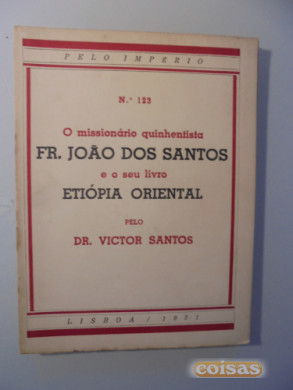 PELO IMPÉRIO
N.º 122
O missionário quinhentista
FR. JOÃO DOS SANTOS
e o seu livro
ETIÓPIA ORIENTAL
PELO
DR. VICTOR SANTOS
LISBOA / 1951
coisas